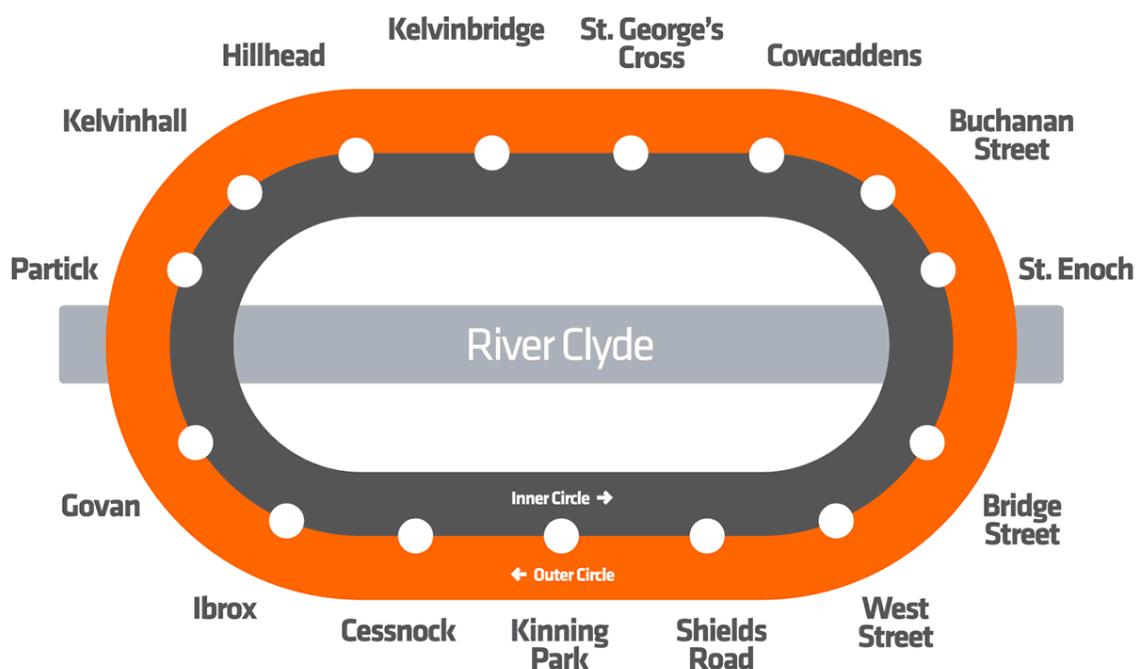 Kelvinbridge
St. George's
Cross
Hillhead
Cowcaddens
Kelvinhall
Buchanan
Street
Partick
St. Enoch
River Clyde
Govan
Inner Circle →
Bridge
Street
← Outer Circle
Ibrox
Cessnock
Kinning
Park
Shields
Road
West
Street